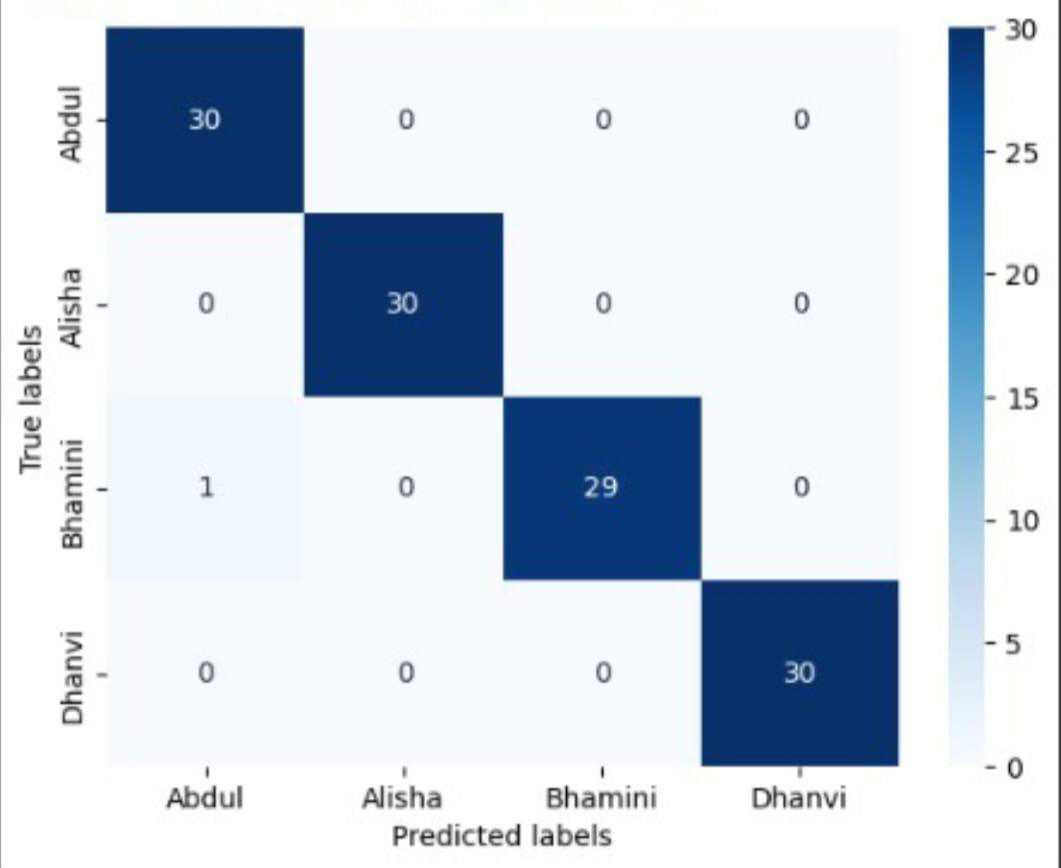 30
Abdul 30 0 0 0
25
20
Alisha 0 30 0 0
True labels
15
Bhamini 1 0 29 0
10
5
Dhanvi 0 0 0 30
0
Abdul Alisha Bhamini Dhanvi
Predicted labels